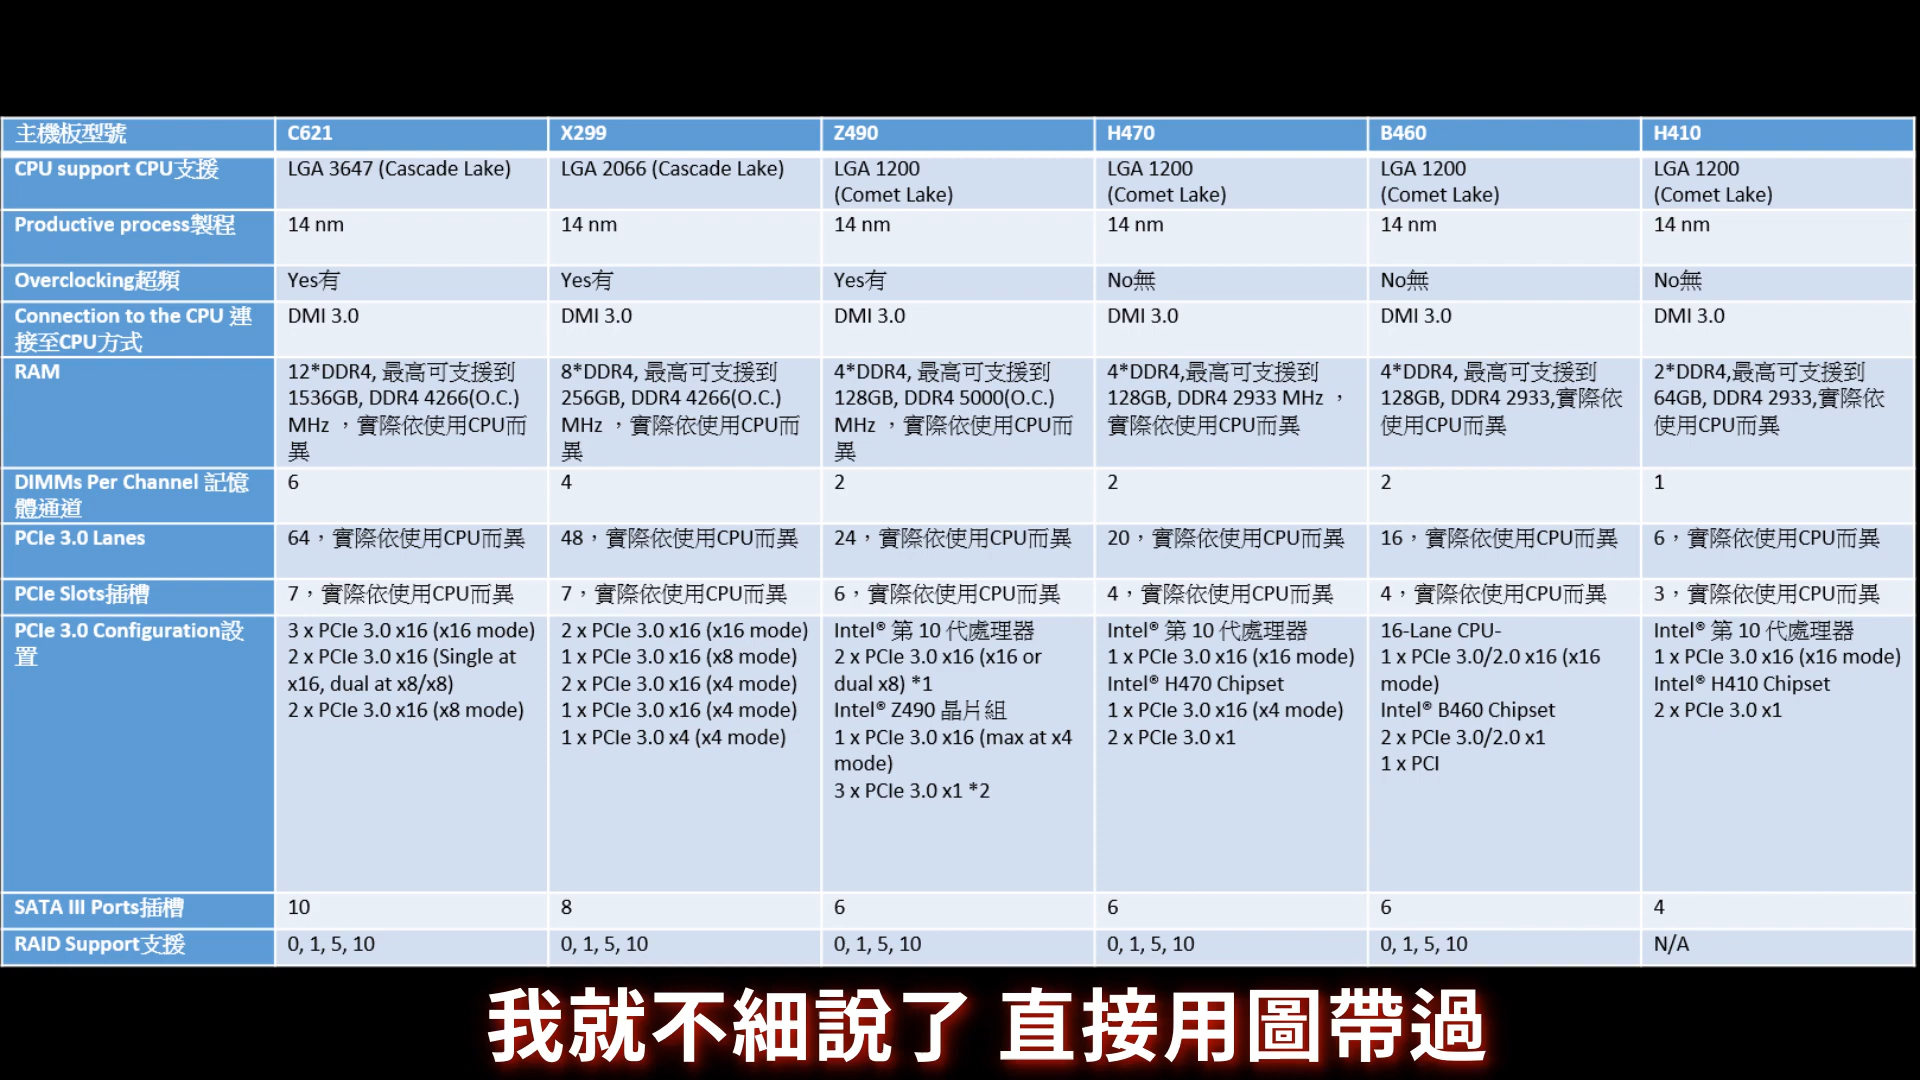 主機板型號 C621 X299 Z490 H470 B460 H410
CPU support CPU支援 LGA 3647 (Cascade Lake) LGA 2066 (Cascade Lake) LGA 1200 LGA 1200 LGA 1200 LGA 1200
(Comet Lake) (Comet Lake) (Comet Lake) (Comet Lake)
Productive process製程 14 nm 14 nm 14 nm 14 nm 14 nm 14 nm
Overclocking超頻 Yes有 Yes有 Yes有 No無 No無 No無
Connection to the CPU 連 DMI 3.0 DMI 3.0 DMI 3.0 DMI 3.0 DMI 3.0 DMI 3.0
接至CPU方式
RAM 12*DDR4, 最高可支援到 8*DDR4, 最高可支援到 4*DDR4, 最高可支援到 4*DDR4,最高可支援到 4*DDR4, 最高可支援到 2*DDR4,最高可支援到
1536GB, DDR4 4266(O.C.) 256GB, DDR4 4266(O.C.) 128GB, DDR4 5000(O.C.) 128GB, DDR4 2933 MHz , 128GB, DDR4 2933,實際依 64GB, DDR4 2933,實際依
MHz ,實際依使用CPU而 MHz ,實際依使用CPU而 MHz ,實際依使用CPU而 實際依使用CPU而異 使用CPU而異 使用CPU而異
異 異 異
DIMMs Per Channel 記憶 6 4 2 2 2 1
體通道
PCIe 3.0 Lanes 64,實際依使用CPU而異 48,實際依使用CPU而異 24,實際依使用CPU而異 20,實際依使用CPU而異 16,實際依使用CPU而異 6,實際依使用CPU而異
PCIe Slots插槽 7,實際依使用CPU而異 7,實際依使用CPU而異 6,實際依使用CPU而異 4,實際依使用CPU而異 4,實際依使用CPU而異 3,實際依使用CPU而異
PCIe 3.0 Configuration設 3 x PCIe 3.0 x16 (x16 mode) 2 x PCIe 3.0 x16 (x16 mode) Intel® 第 10 代處理器 Intel® 第 10 代處理器 16-Lane CPU- Intel® 第 10 代處理器
置 2 x PCIe 3.0 x16 (Single at 1 x PCIe 3.0 x16 (x8 mode) 2 x PCIe 3.0 x16 (x16 or 1 x PCIe 3.0 x16 (x16 mode) 1 x PCIe 3.0/2.0 x16 (x16 1 x PCIe 3.0 x16 (x16 mode)
x16, dual at x8/x8) 2 x PCIe 3.0 x16 (x4 mode) dual x8) *1 Intel® H470 Chipset mode) Intel® H410 Chipset
2 x PCIe 3.0 x16 (x8 mode) 1 x PCIe 3.0 x16 (x4 mode) Intel® Z490 晶片組 1 x PCIe 3.0 x16 (x4 mode) Intel® B460 Chipset 2 x PCIe 3.0 x1
1 x PCIe 3.0 x4 (x4 mode) 1 x PCIe 3.0 x16 (max at x4 2 x PCIe 3.0 x1 2 x PCIe 3.0/2.0 x1
mode) 1 x PCI
3 x PCIe 3.0 x1 *2
SATA III Ports插槽 10 8 6 6 6 4
RAID Support支援 0, 1, 5, 10 0, 1, 5, 10 0, 1, 5, 10 0, 1, 5, 10 0, 1, 5, 10 N/A
我就不細說了 直接用圖帶過